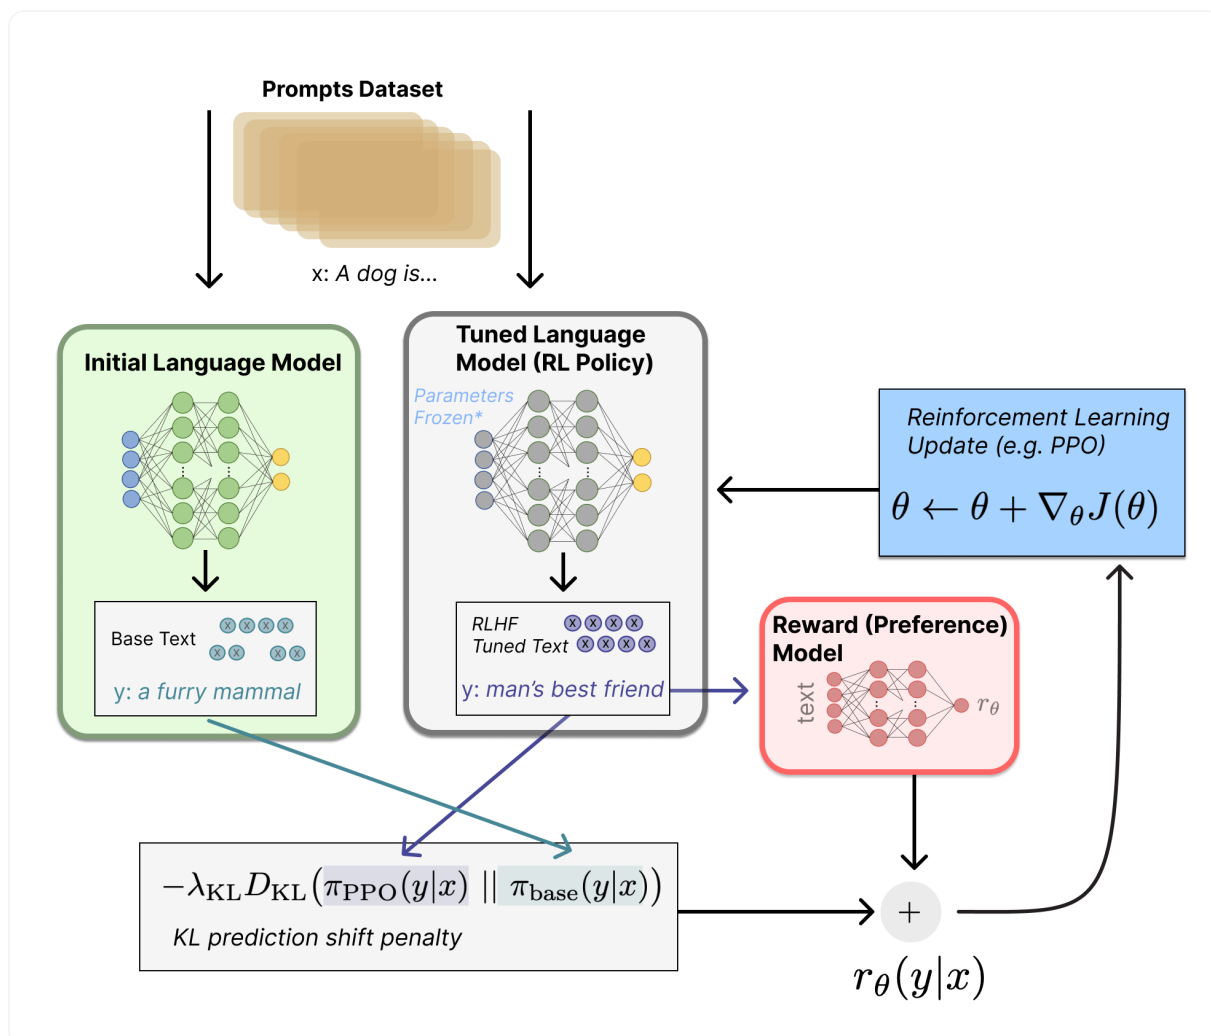 Prompts Dataset
x: A dog is...
Initial Language Model
Tuned Language
Model (RL Policy)
Parameters
Frozen*
Reinforcement Learning
Update (e.g. PPO)
θ ← θ + ∇θJ(θ)
Base Text
x x x x
x x x x
y: a furry mammal
RLHF
Tuned Text
x x x x
x x x x
y: man's best friend
Reward (Preference)
Model
text
rθ
−λKL DKL(πPPO(y|x) || πbase(y|x))
KL prediction shift penalty
+
rθ(y|x)